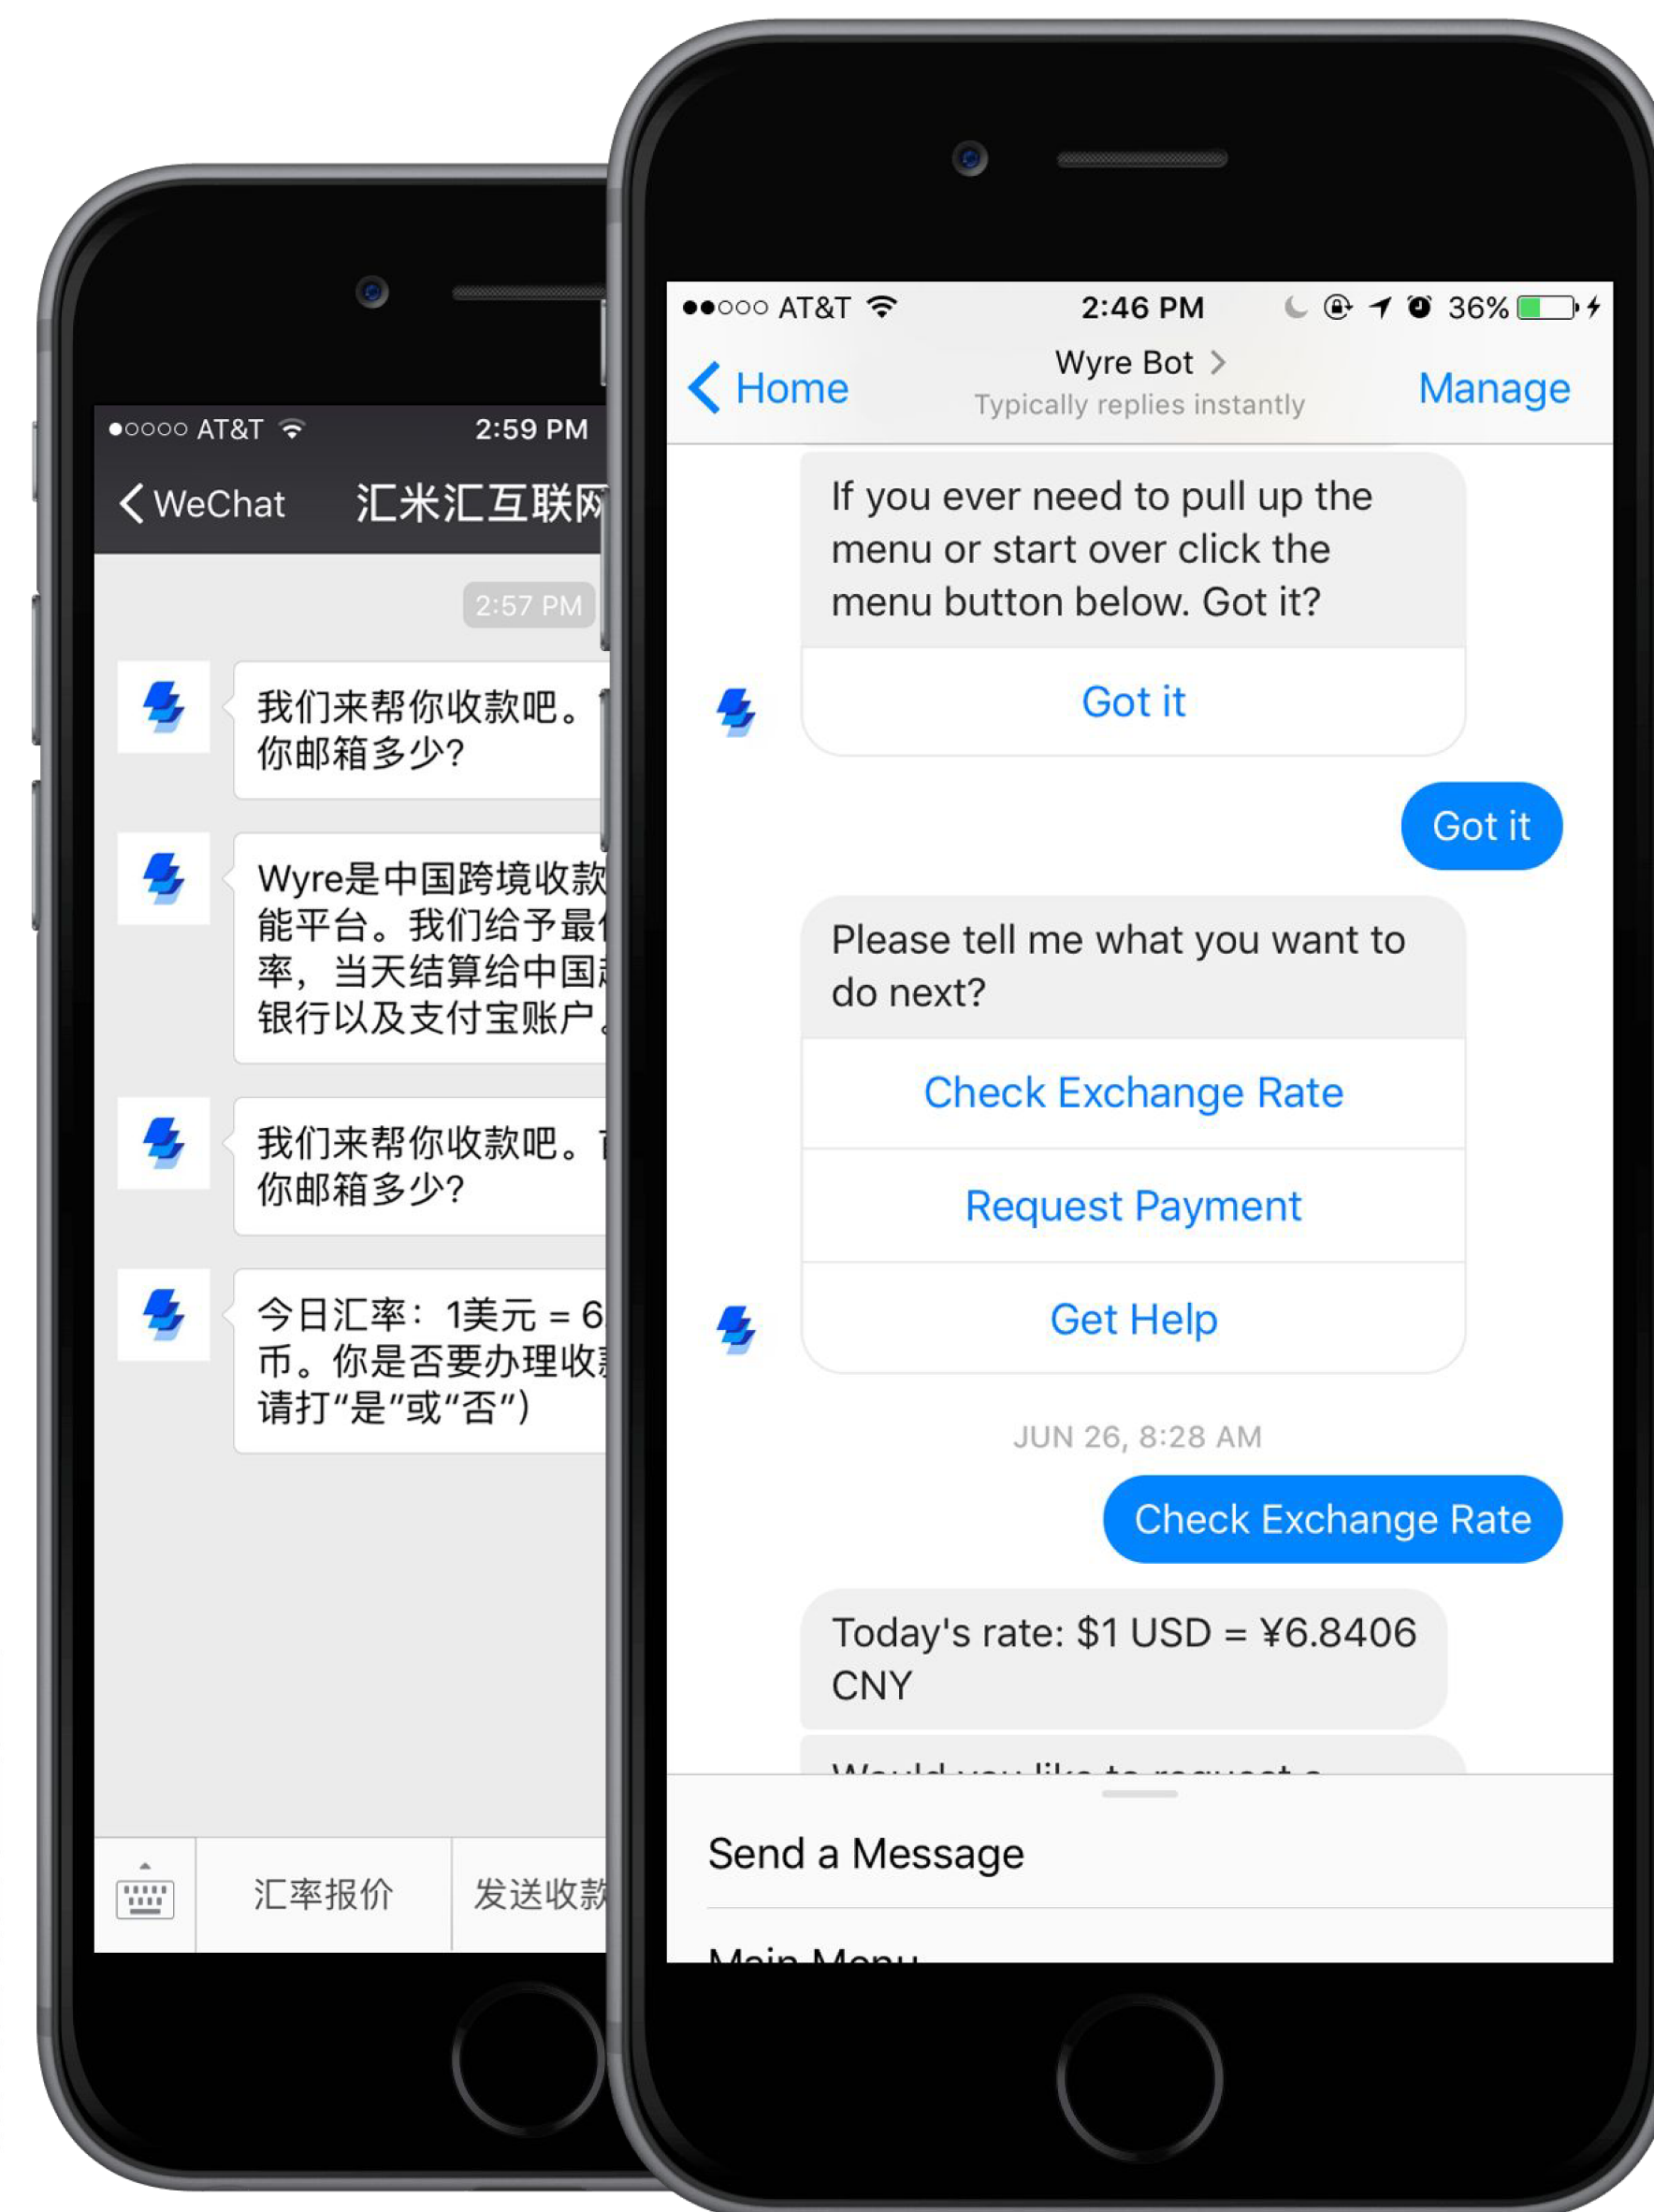 AT&T
2:59 PM
WeChat
汇米汇互联网
2:57 PM
我们来帮你收款吧。
你邮箱多少?
Wyre是中国跨境收款
能平台。我们给予最
率，当天结算给中国
银行以及支付宝账户。
我们来帮你收款吧。
你邮箱多少?
今日汇率：1美元 = 6.
币。你是否要办理收
请打“是”或“否”)
汇率报价
发送收款
AT&T
2:46 PM
36%
Home
Wyre Bot
Typically replies instantly
Manage
If you ever need to pull up the
menu or start over click the
menu button below. Got it?
Got it
Got it
Please tell me what you want to
do next?
Check Exchange Rate
Request Payment
Get Help
JUN 26, 8:28 AM
Check Exchange Rate
Today's rate: $1 USD = ¥6.8406
CNY
Would you like to request a
Send a Message
Main Menu